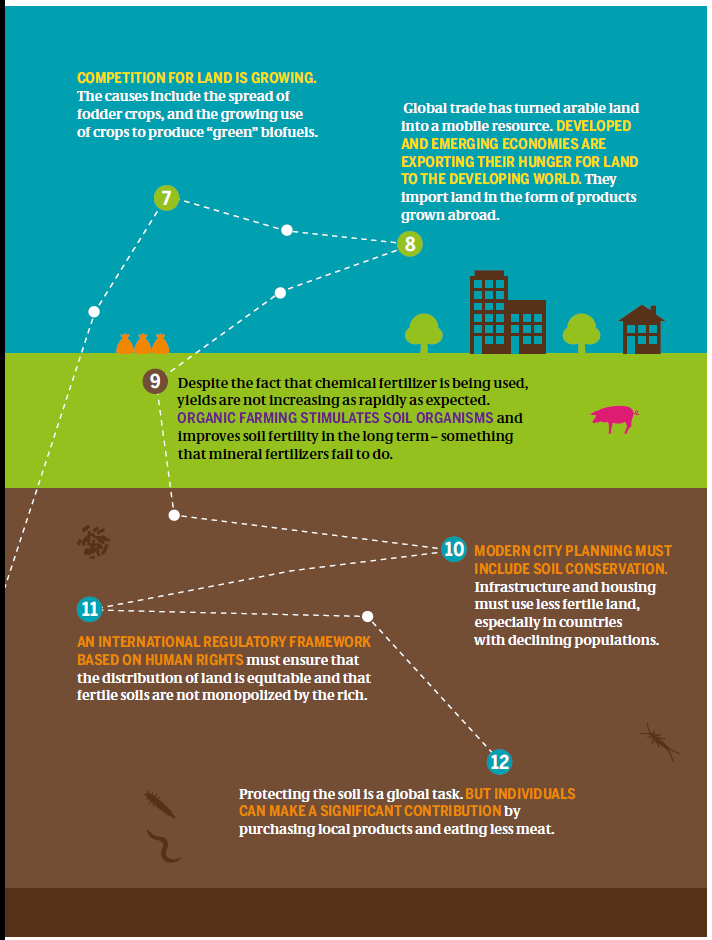 COMPETITION FOR LAND IS GROWING.
The causes include the spread of
fodder crops, and the growing use
of crops to produce “green” biofuels.
7
Global trade has turned arable land
into a mobile resource. DEVELOPED
AND EMERGING ECONOMIES ARE
EXPORTING THEIR HUNGER FOR LAND
TO THE DEVELOPING WORLD. They
import land in the form of products
grown abroad.
8
9
Despite the fact that chemical fertilizer is being used,
yields are not increasing as rapidly as expected.
ORGANIC FARMING STIMULATES SOIL ORGANISMS and
improves soil fertility in the long term – something
that mineral fertilizers fail to do.
10
MODERN CITY PLANNING MUST
INCLUDE SOIL CONSERVATION.
Infrastructure and housing
must use less fertile land,
especially in countries
with declining populations.
11
AN INTERNATIONAL REGULATORY FRAMEWORK
BASED ON HUMAN RIGHTS must ensure that
the distribution of land is equitable and that
fertile soils are not monopolized by the rich.
12
Protecting the soil is a global task. BUT INDIVIDUALS
CAN MAKE A SIGNIFICANT CONTRIBUTION by
purchasing local products and eating less meat.